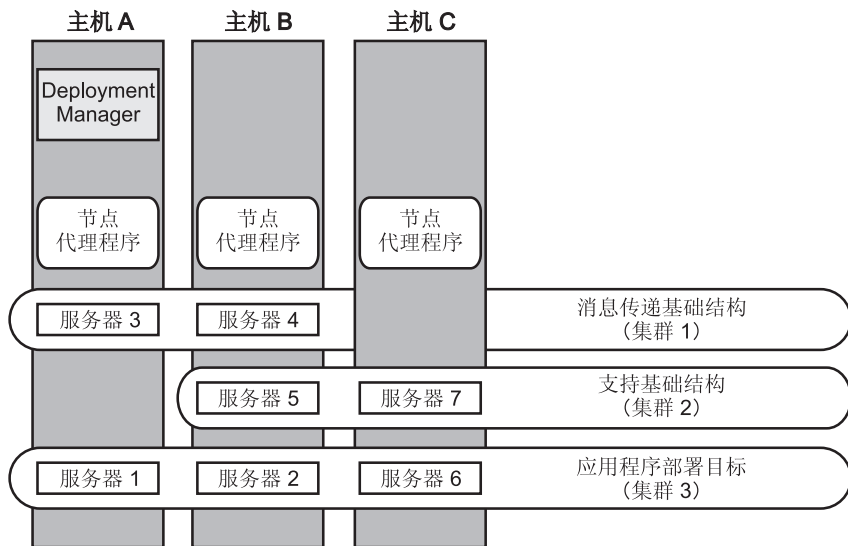 主机 A
主机 B
主机 C
Deployment
Manager
节点
代理程序
节点
代理程序
节点
代理程序
服务器 3
服务器 4
消息传递基础结构
(集群 1)
服务器 5
服务器 7
支持基础结构
(集群 2)
服务器 1
服务器 2
服务器 6
应用程序部署目标
(集群 3)